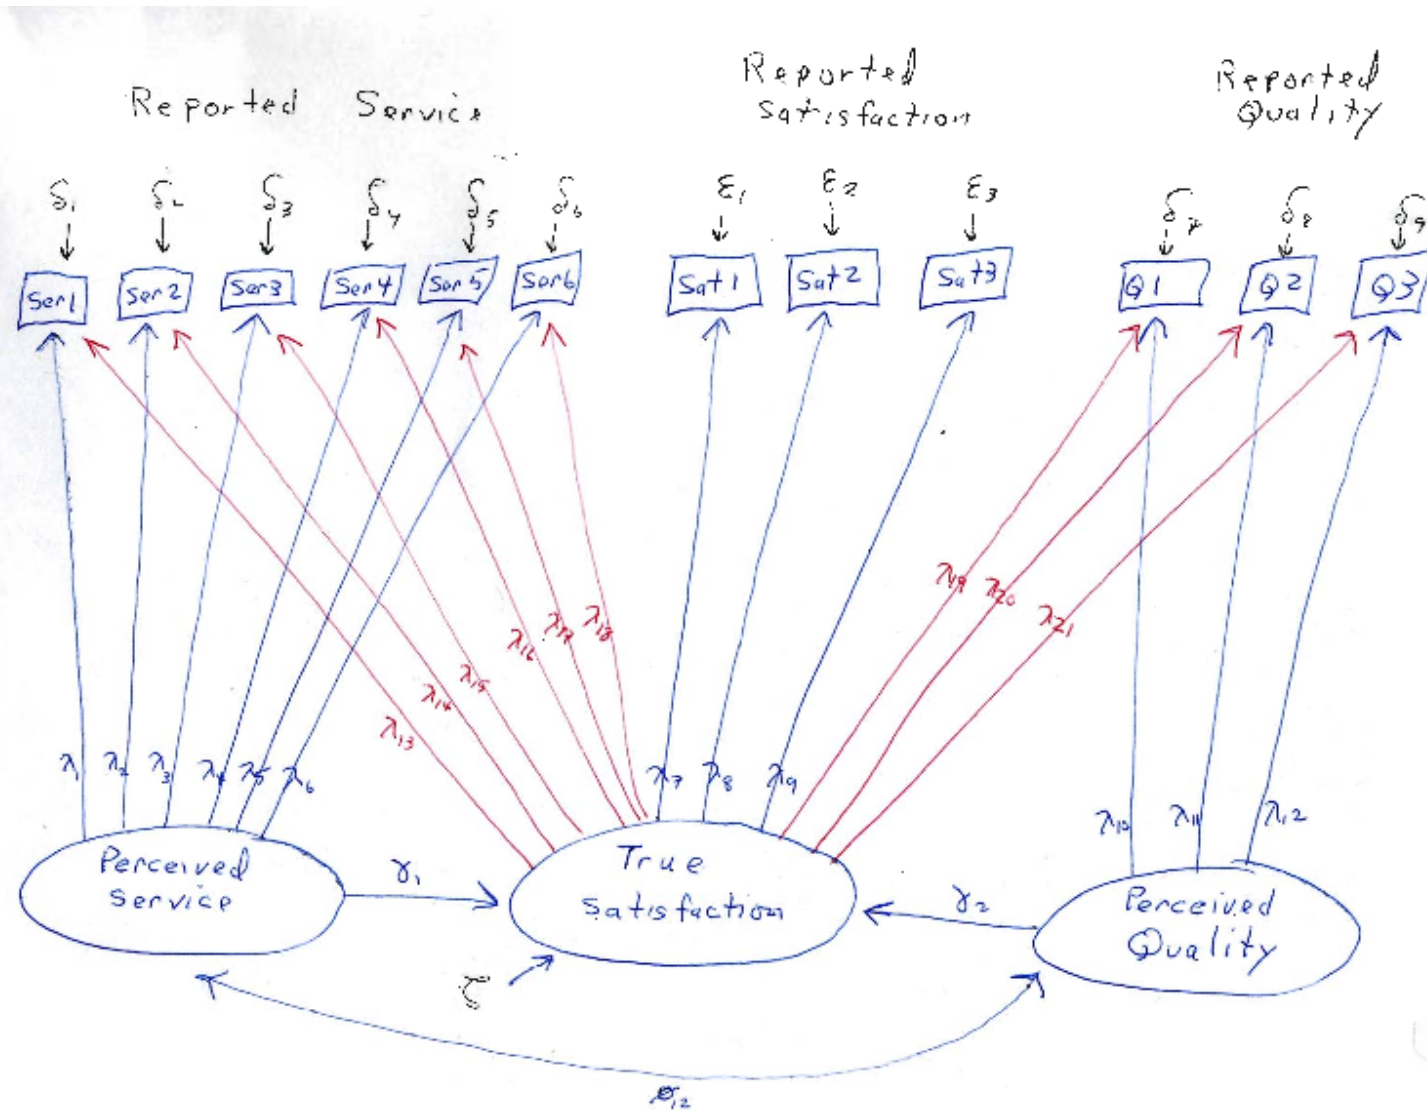 Reported Service
Reported
Satisfaction
Reported
Quality
δ₁ δ₂ δ₃ δ₄ δ₅ δ₆ ε₁ ε₂ ε₃ δ₇ δ₈ δ₉
Ser1 Ser2 Ser3 Ser4 Ser5 Ser6 Sat1 Sat2 Sat3 Q1 Q2 Q3
λ₁₉ λ₂₀ λ₂₁
λ₁₃ λ₁₄ λ₁₅ λ₁₆ λ₁₇ λ₁₈
λ₁ λ₂ λ₃ λ₄ λ₅ λ₆ λ₇ λ₈ λ₉ λ₁₀ λ₁₁ λ₁₂
Perceived
Service
γ₁
True
Satisfaction
γ₂
Perceived
Quality
ζ
ø₁₂